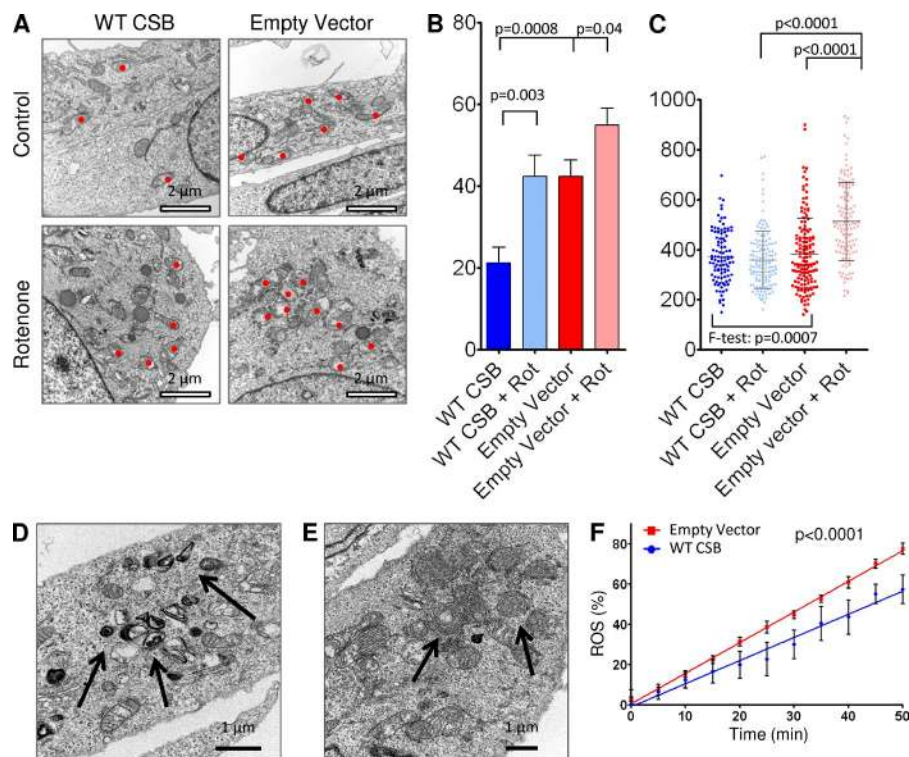 A
WT CSB
Empty Vector
Control
2 µm
2 µm
Rotenone
2 µm
2 µm
B
80
60
40
20
0
p=0.0008
p=0.04
p=0.003
WT CSB
WT CSB + Rot
Empty Vector
Empty Vector + Rot
C
p<0.0001
p<0.0001
1000
800
600
400
200
0
F-test: p=0.0007
WT CSB
WT CSB + Rot
Empty Vector
Empty vector + Rot
D
1 µm
E
1 µm
F
Empty Vector
WT CSB
p<0.0001
ROS (%)
80
60
40
20
0
0
10
20
30
40
50
Time (min)